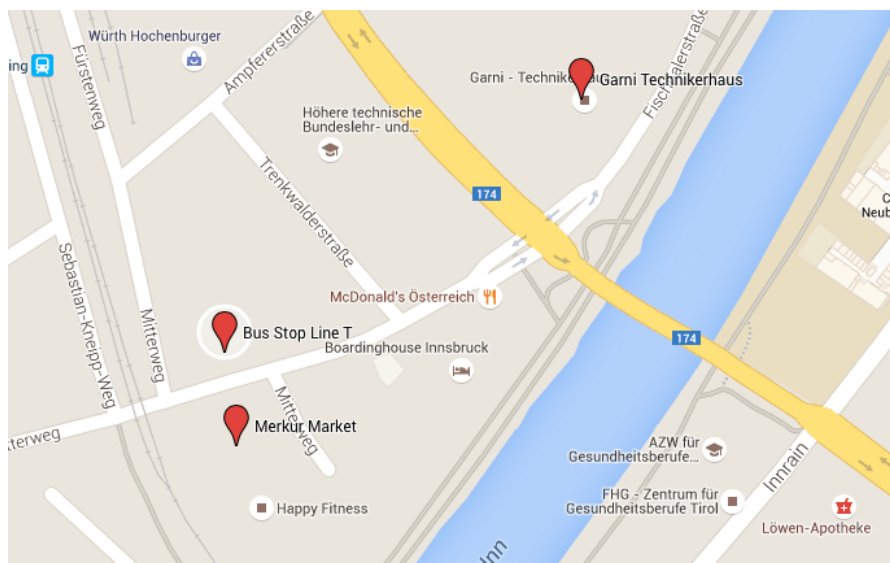 Würth Hochenburger
ing
Fürstenweg
Ampfererstraße
Höhere technische
Bundeslehr- und...
Garni - Technikerhaus
Garni Technikerhaus
Fischnalerstraße
174
Trenkwalderstraße
Sebastian-Kneipp-Weg
Mitterweg
McDonald's Österreich
Bus Stop Line T
Boardinghouse Innsbruck
174
C
Neub
Merkur Market
Mitterweg
itterweg
Happy Fitness
AZW für
Gesundheitsberufe...
FHG - Zentrum für
Gesundheitsberufe Tirol
Innrain
Löwen-Apotheke
Inn